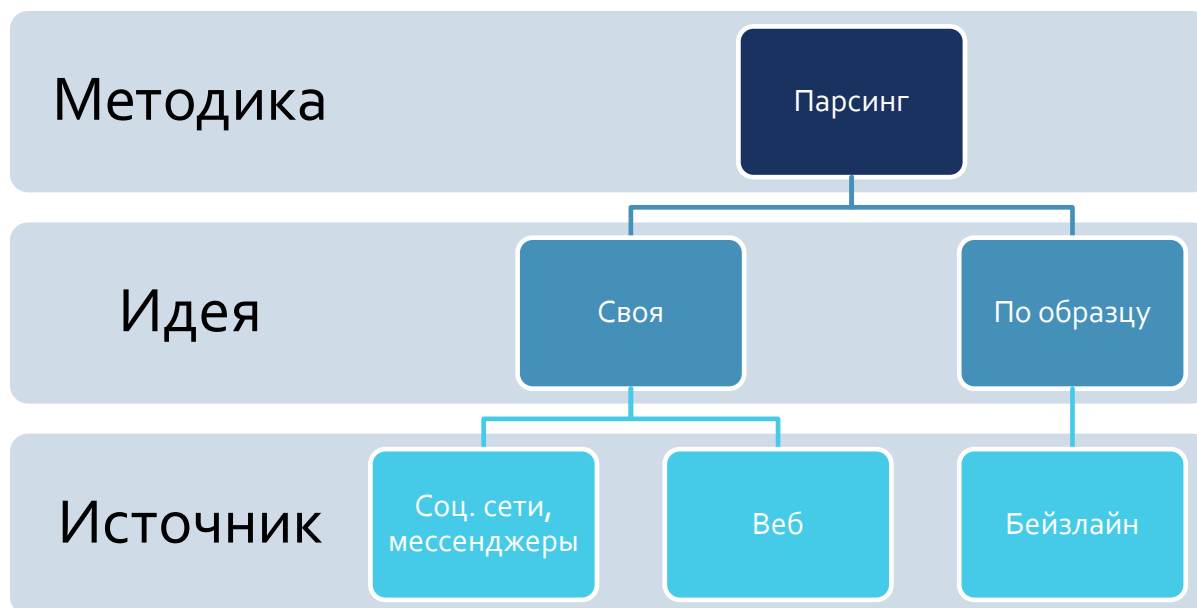 Методика
Парсинг
Идея
Своя
По образцу
Источник
Соц. сети,
мессенджеры
Веб
Бейзлайн